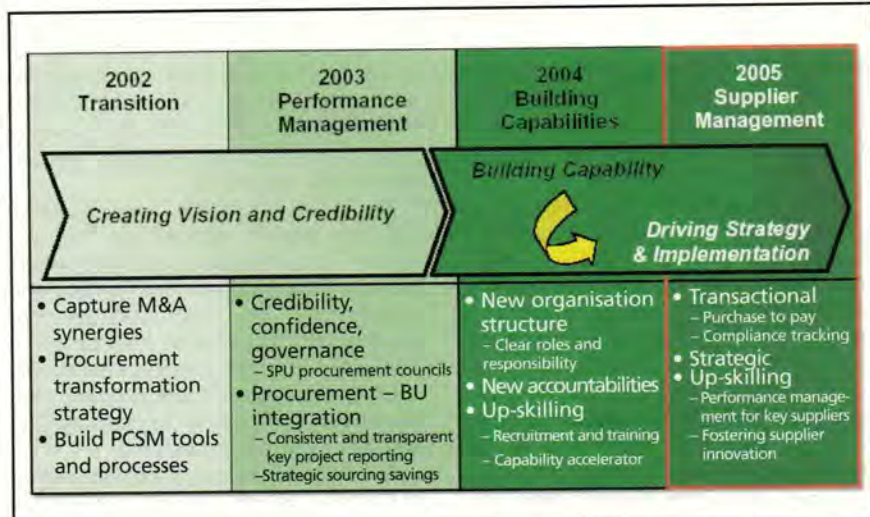 2002
Transition
2003
Performance
Management
2004
Building
Capabilities
2005
Supplier
Management
Creating Vision and Credibility
Building Capability
Driving Strategy
& Implementation
• Capture M&A
synergies
• Procurement
transformation
strategy
• Build PCSM tools
and processes
• Credibility,
confidence,
governance
– SPU procurement councils
• Procurement – BU
integration
– Consistent and transparent
key project reporting
–Strategic sourcing savings
• New organisation
structure
– Clear roles and
responsibility
• New accountabilities
• Up-skilling
– Recruitment and training
– Capability accelerator
• Transactional
– Purchase to pay
– Compliance tracking
• Strategic
• Up-skilling
– Performance manage-
ment for key suppliers
– Fostering supplier
innovation